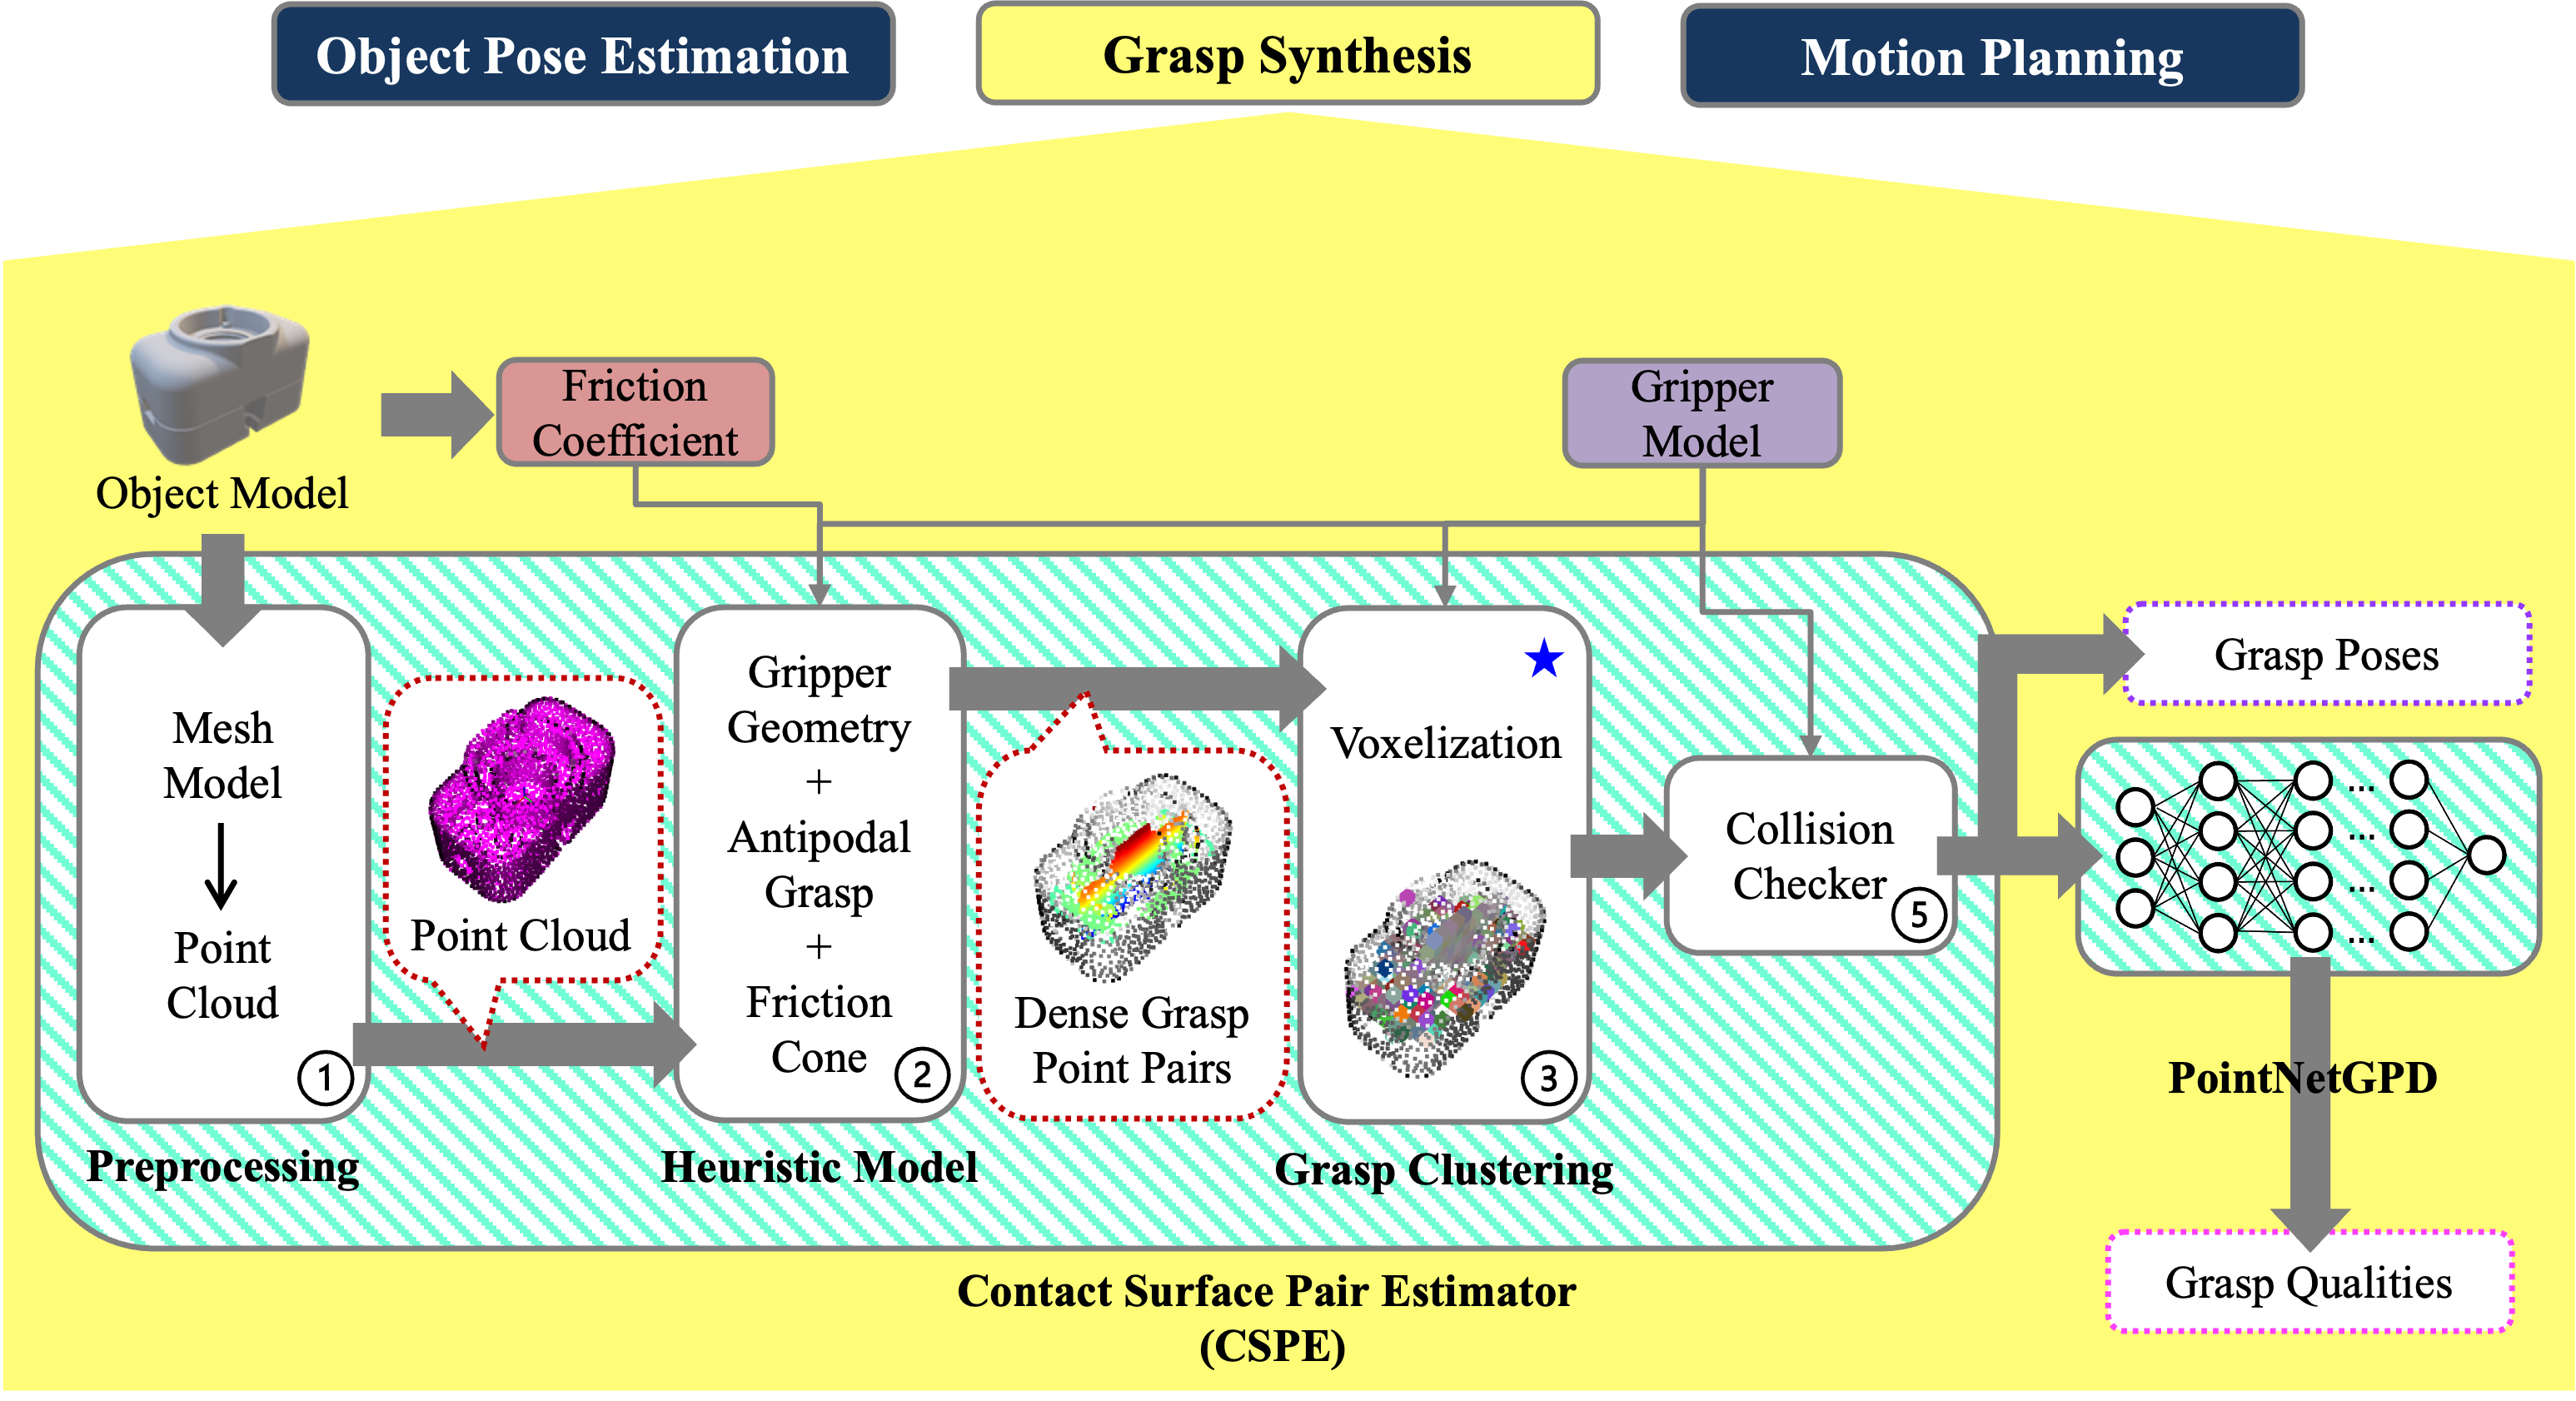 Object Pose Estimation
Grasp Synthesis
Motion Planning
Object Model
Friction
Coefficient
Gripper
Model
Mesh
Model
Point
Cloud
1
Preprocessing
Point Cloud
Gripper
Geometry
+
Antipodal
Grasp
+
Friction
Cone
2
Heuristic Model
Dense Grasp
Point Pairs
Voxelization
3
Grasp Clustering
Collision
Checker
5
Grasp Poses
...
...
...
...
PointNetGPD
Grasp Qualities
Contact Surface Pair Estimator
(CSPE)